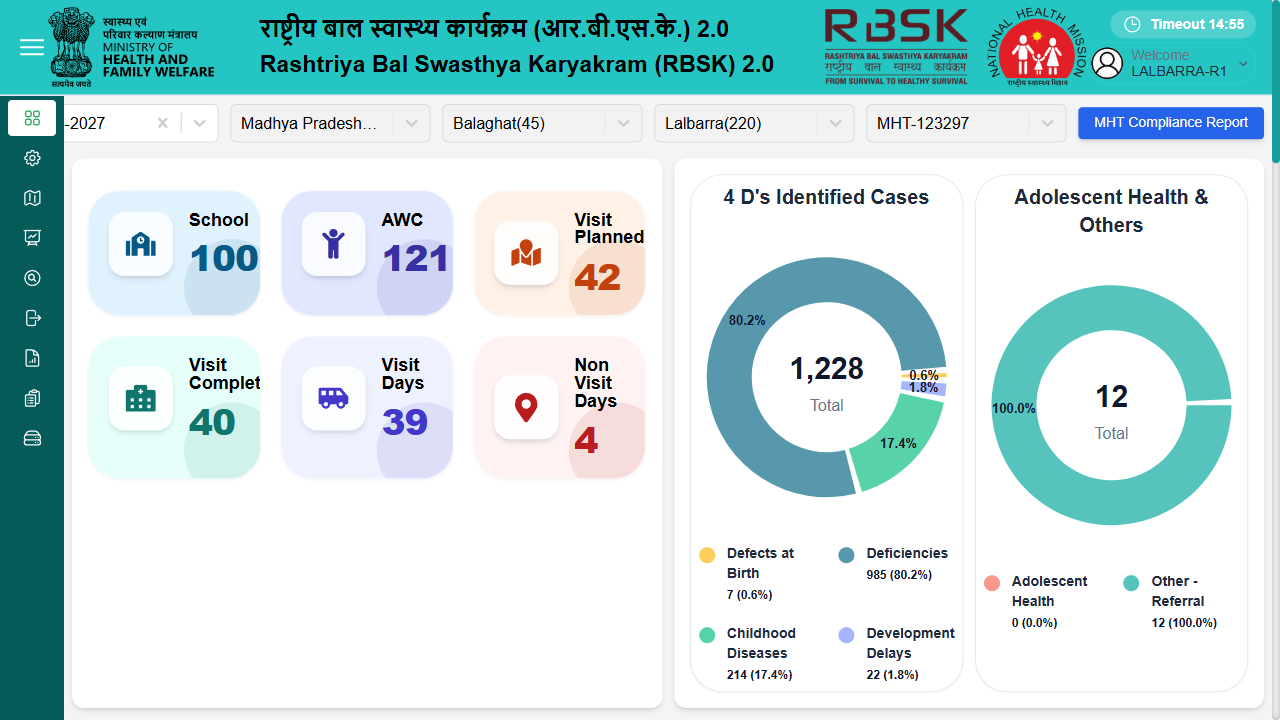 स्वास्थ्य एवं
परिवार कल्याण मंत्रालय
MINISTRY OF
HEALTH AND
FAMILY WELFARE
सत्यमेव जयते
राष्ट्रीय बाल स्वास्थ्य कार्यक्रम (आर.बी.एस.के.) 2.0
Rashtriya Bal Swasthya Karyakram (RBSK) 2.0
RBSK
RASHTRIYA BAL SWASTHYA KARYAKRAM
राष्ट्रीय बाल स्वास्थ्य कार्यक्रम
FROM SURVIVAL TO HEALTHY SURVIVAL
NATIONAL HEALTH MISSION
राष्ट्रीय स्वास्थ्य मिशन
Timeout 14:55
Welcome
LALBARRA-R1
-2027
Madhya Pradesh…
Balaghat(45)
Lalbarra(220)
MHT-123297
MHT Compliance Report
School
100
AWC
121
Visit
Planned
42
Visit
Complet
40
Visit
Days
39
Non
Visit
Days
4
4 D's Identified Cases
80.2%
0.6%
1.8%
17.4%
1,228
Total
Defects at
Birth
7 (0.6%)
Deficiencies
985 (80.2%)
Childhood
Diseases
214 (17.4%)
Development
Delays
22 (1.8%)
Adolescent Health &
Others
100.0%
12
Total
Adolescent
Health
0 (0.0%)
Other -
Referral
12 (100.0%)